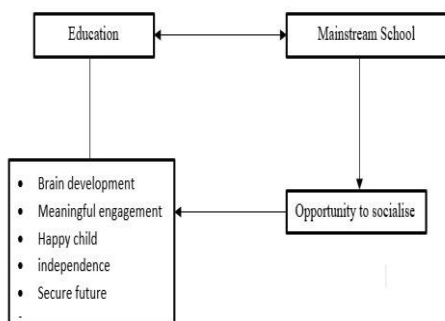 Education
Mainstream School
• Brain development
• Meaningful engagement
• Happy child
• independence
• Secure future
Opportunity to socialise